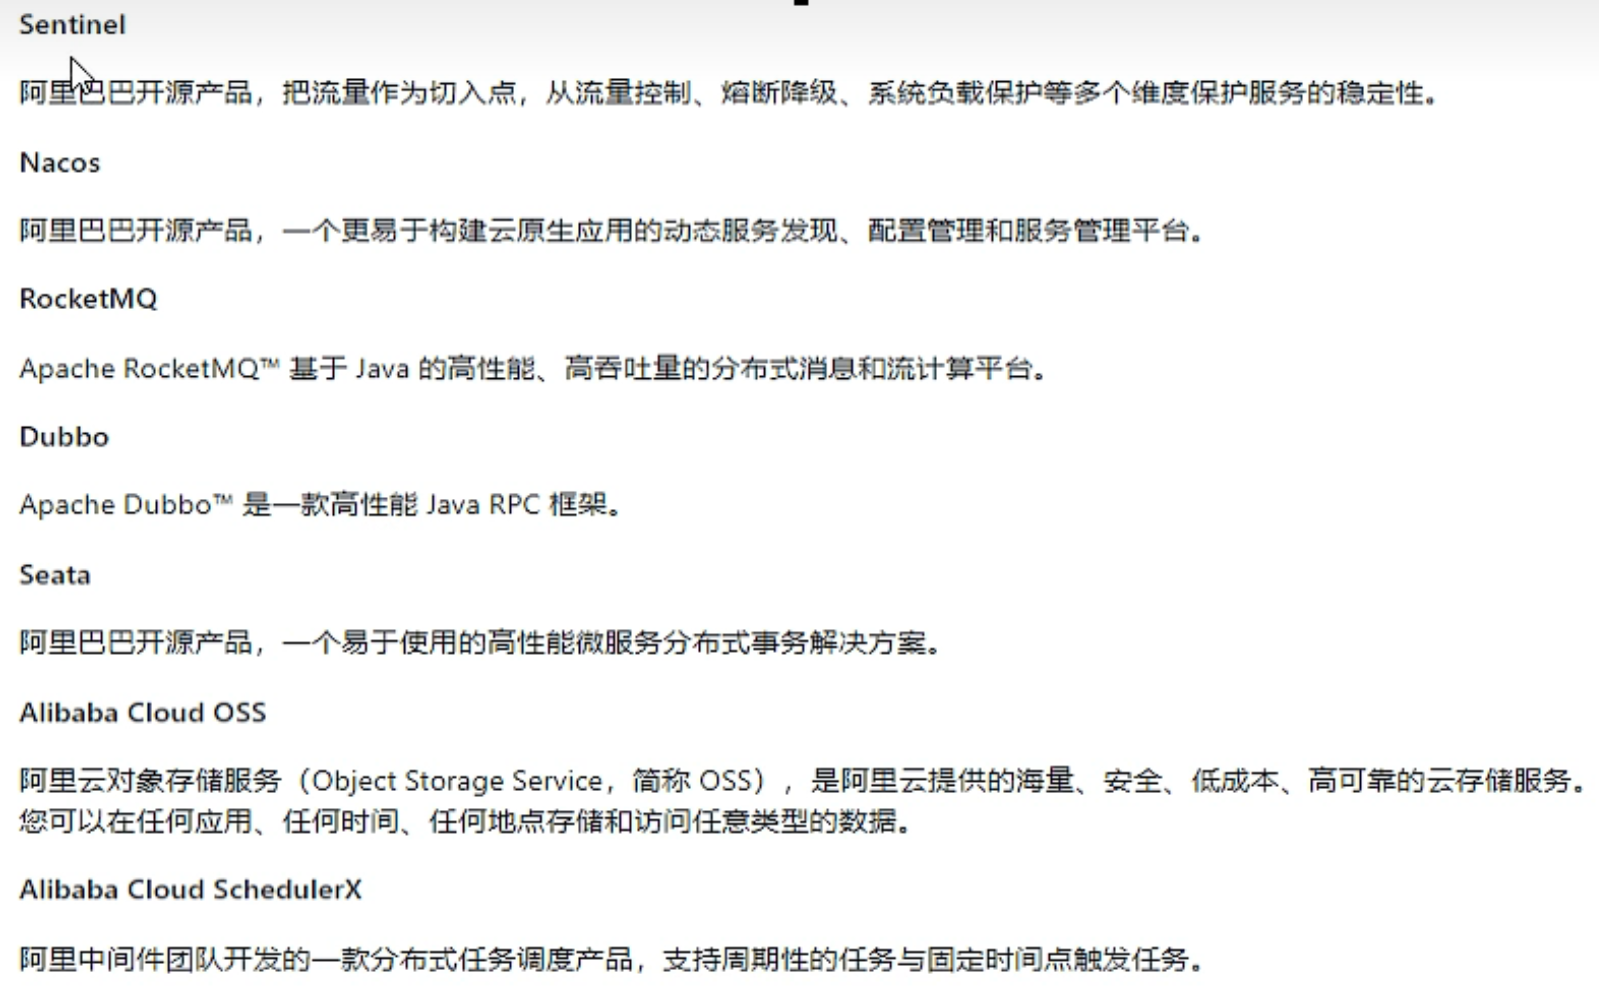 Sentinel
阿里巴巴开源产品，把流量作为切入点，从流量控制、熔断降级、系统负载保护等多个维度保护服务的稳定性。
Nacos
阿里巴巴开源产品，一个更易于构建云原生应用的动态服务发现、配置管理和服务管理平台。
RocketMQ
Apache RocketMQ™ 基于 Java 的高性能、高吞吐量的分布式消息和流计算平台。
Dubbo
Apache Dubbo™ 是一款高性能 Java RPC 框架。
Seata
阿里巴巴开源产品，一个易于使用的高性能微服务分布式事务解决方案。
Alibaba Cloud OSS
阿里云对象存储服务（Object Storage Service，简称 OSS），是阿里云提供的海量、安全、低成本、高可靠的云存储服务。
您可以在任何应用、任何时间、任何地点存储和访问任意类型的数据。
Alibaba Cloud SchedulerX
阿里中间件团队开发的一款分布式任务调度产品，支持周期性的任务与固定时间点触发任务。